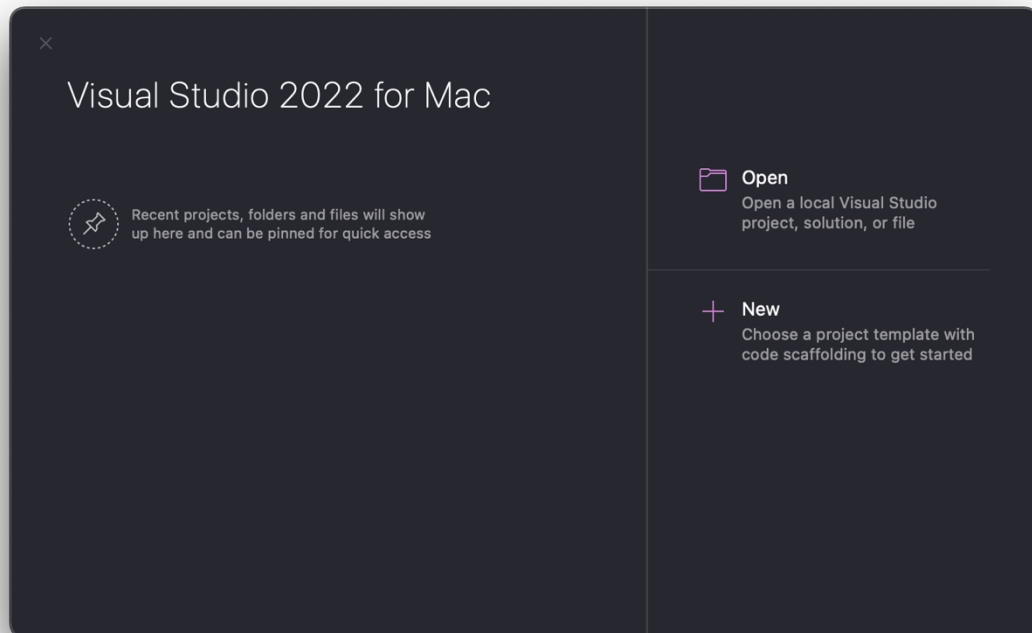 Visual Studio 2022 for Mac
Recent projects, folders and files will show
up here and can be pinned for quick access
Open
Open a local Visual Studio
project, solution, or file
New
Choose a project template with
code scaffolding to get started